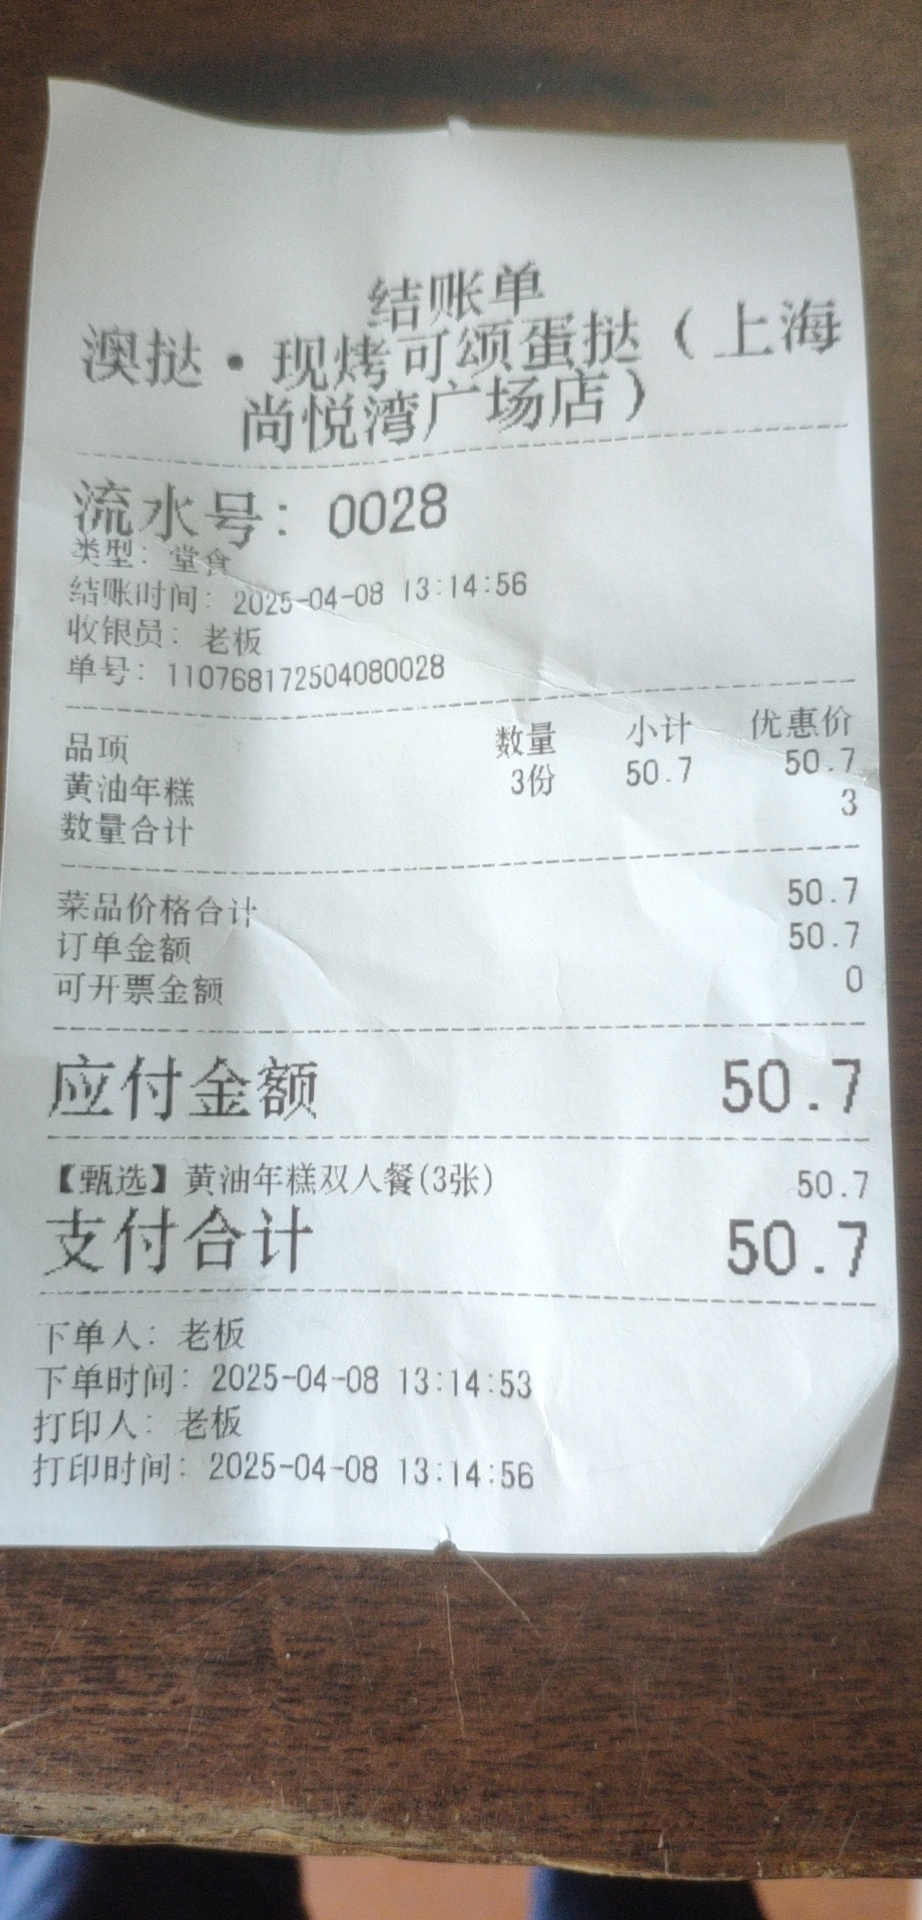 结账单
澳挞·现烤可颂蛋挞（上海
尚悦湾广场店）
流水号：0028
类型：堂食
结账时间：2025-04-08 13:14:56
收银员：老板
单号：110768172504080028
品项 数量 小计 优惠价
黄油年糕 3份 50.7 50.7
数量合计 3
菜品价格合计 50.7
订单金额 50.7
可开票金额 0
应付金额 50.7
【甄选】黄油年糕双人餐(3张) 50.7
支付合计 50.7
下单人：老板
下单时间：2025-04-08 13:14:53
打印人：老板
打印时间：2025-04-08 13:14:56